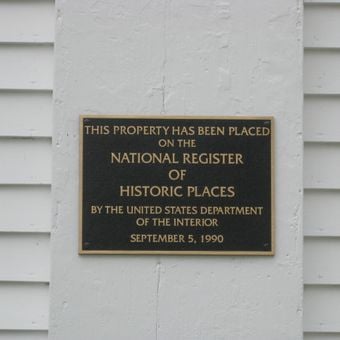 THIS PROPERTY HAS BEEN PLACED
ON THE
NATIONAL REGISTER
OF
HISTORIC PLACES
BY THE UNITED STATES DEPARTMENT
OF THE INTERIOR
SEPTEMBER 5, 1990